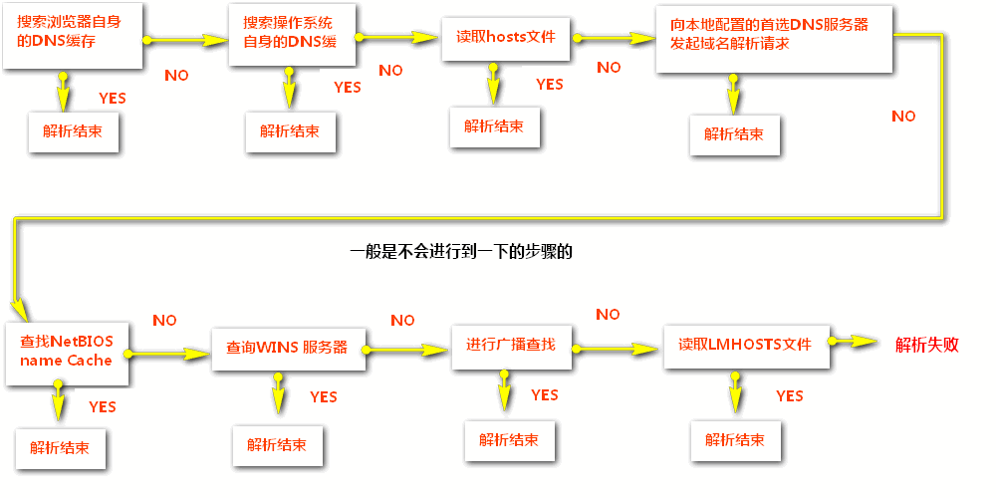 搜索浏览器自身
的DNS缓存
搜索操作系统
自身的DNS缓
读取hosts文件
向本地配置的首选DNS服务器
发起域名解析请求
NO
NO
NO
NO
YES
YES
YES
解析结束
解析结束
解析结束
解析结束
一般是不会进行到一下的步骤的
查找NetBIOS
name Cache
查询WINS 服务器
进行广播查找
读取LMHOSTS文件
解析失败
NO
NO
NO
YES
YES
YES
YES
解析结束
解析结束
解析结束
解析结束